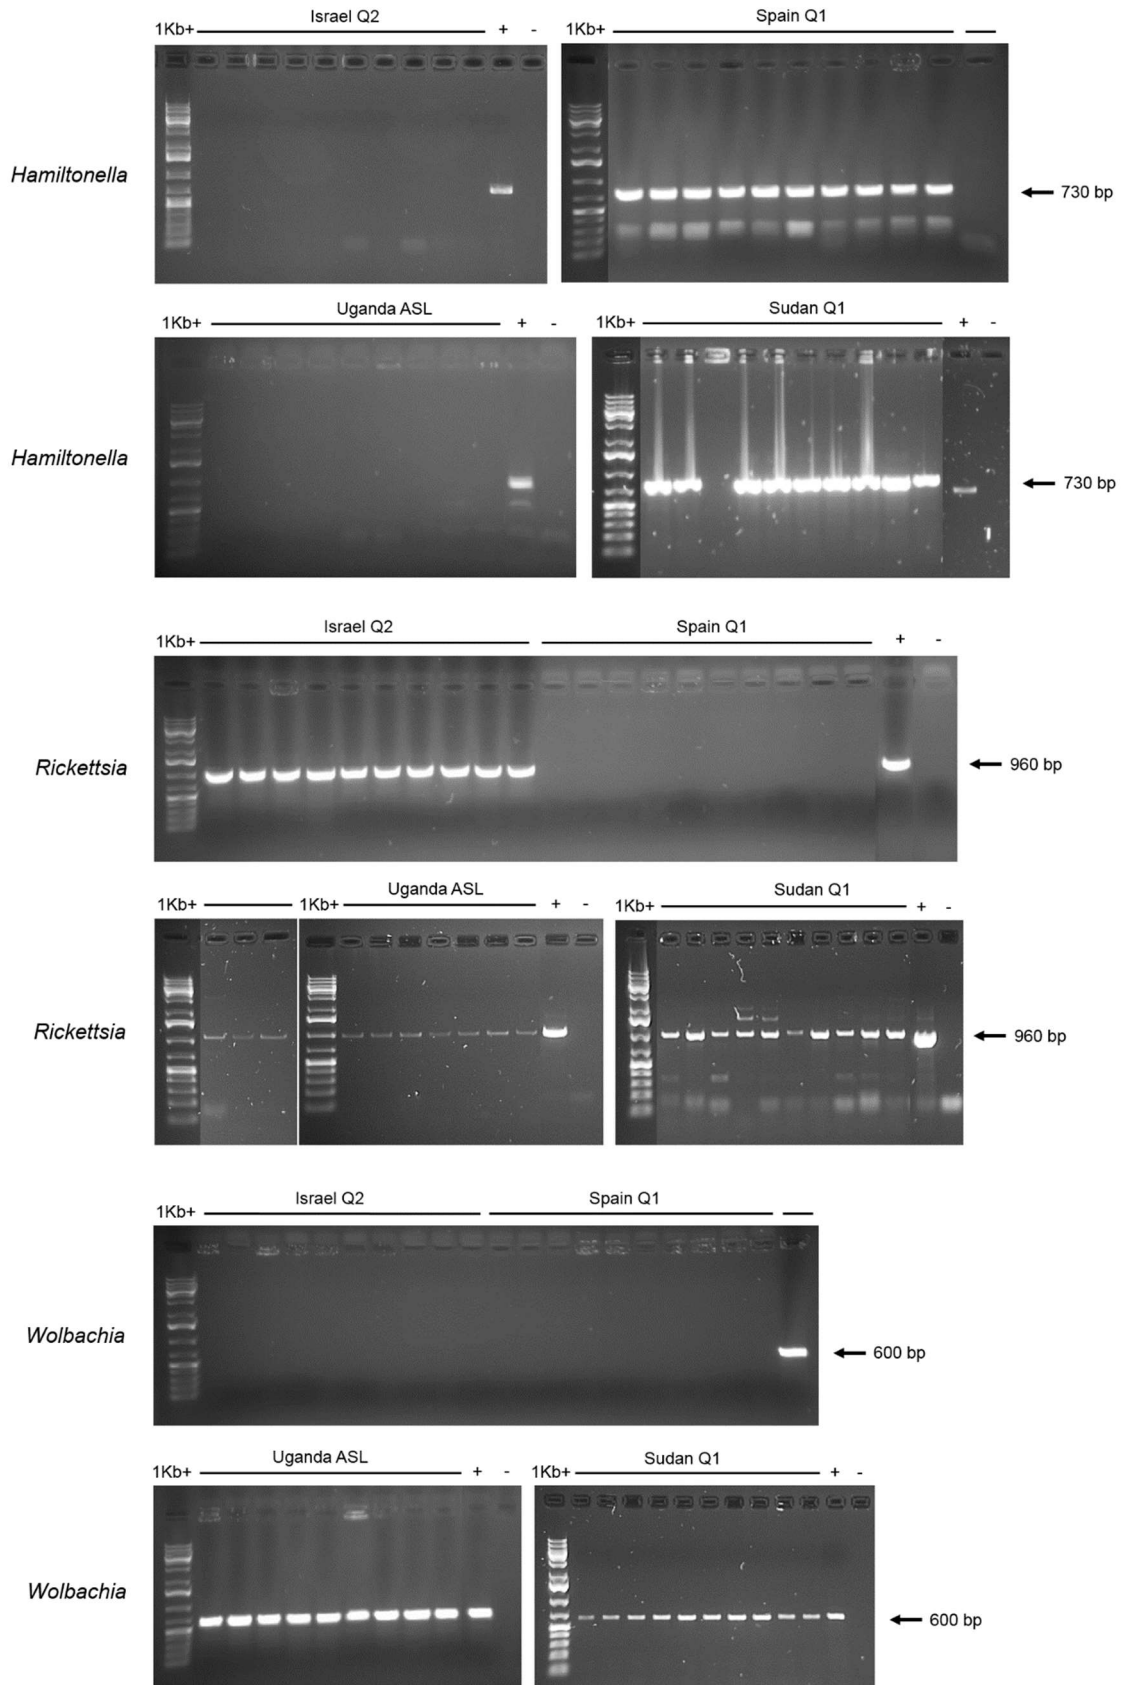 Israel Q2
Spain Q1
1Kb+ + -
1Kb+
Hamiltonella
730 bp
Uganda ASL
Sudan Q1
1Kb+ + -
1Kb+ + -
Hamiltonella
730 bp
Israel Q2
Spain Q1
1Kb+ + -
Rickettsia
960 bp
Uganda ASL
Sudan Q1
1Kb+
1Kb+ + -
1Kb+ + -
Rickettsia
960 bp
Israel Q2
Spain Q1
1Kb+
Wolbachia
600 bp
Uganda ASL
Sudan Q1
1Kb+ + -
1Kb+ + -
Wolbachia
600 bp